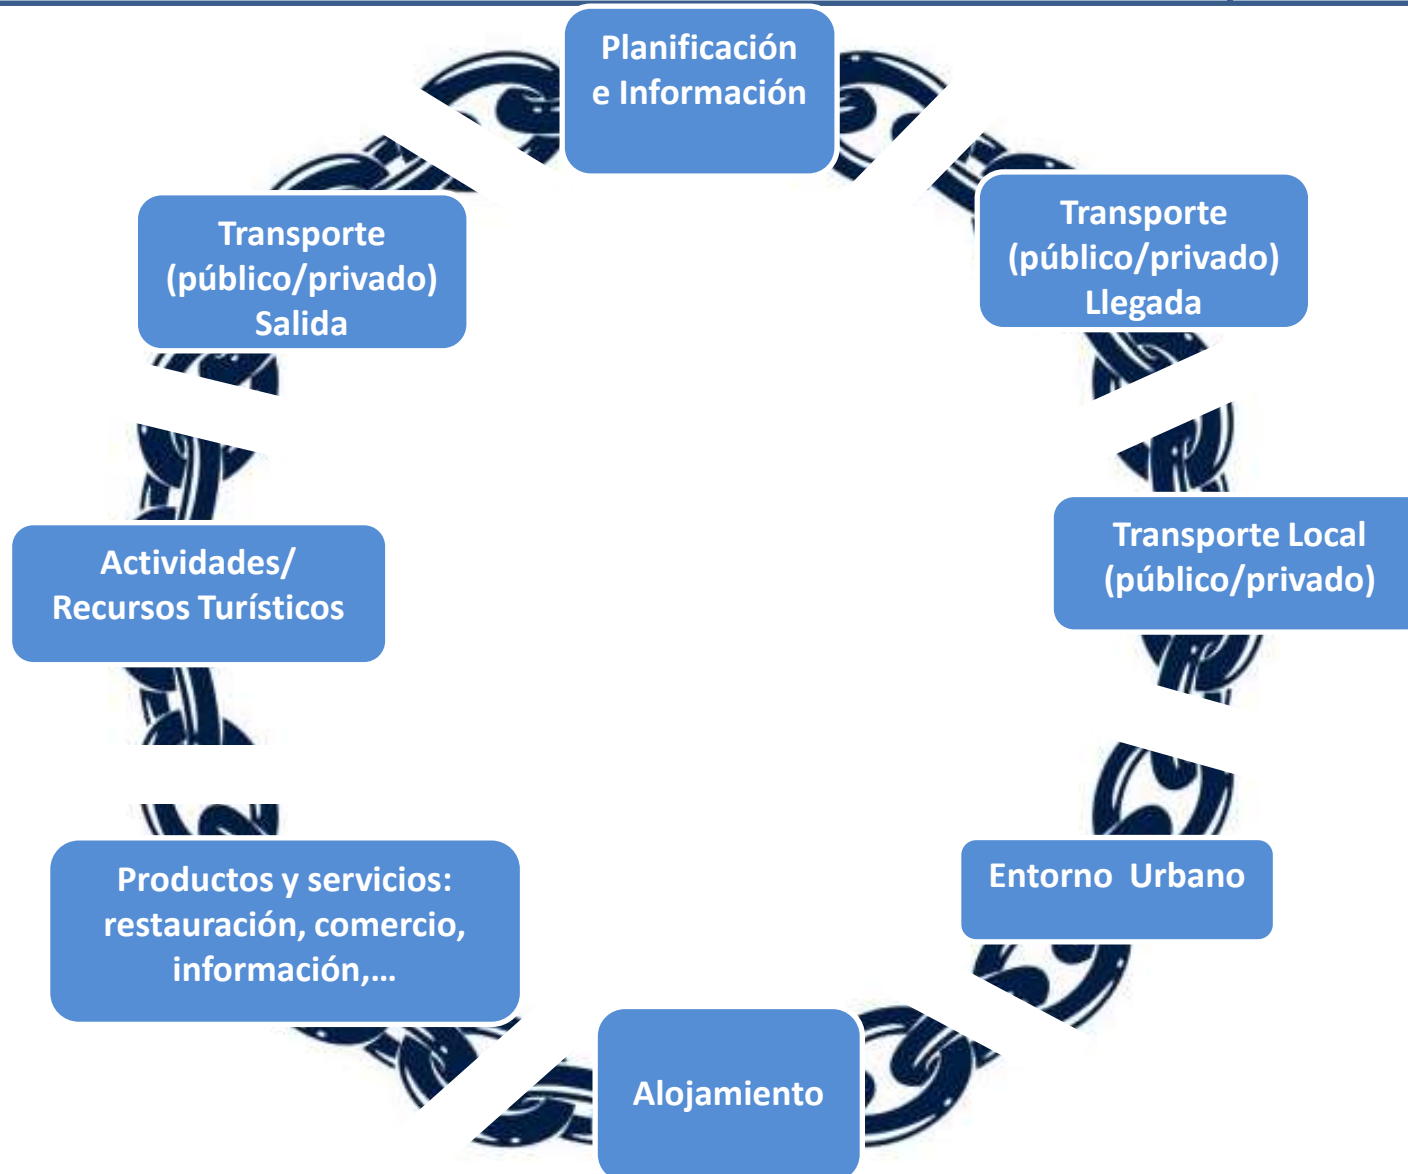 Planificación
e Información
Transporte
(público/privado)
Llegada
Transporte Local
(público/privado)
Entorno Urbano
Alojamiento
Productos y servicios:
restauración, comercio,
información,...
Actividades/
Recursos Turísticos
Transporte
(público/privado)
Salida